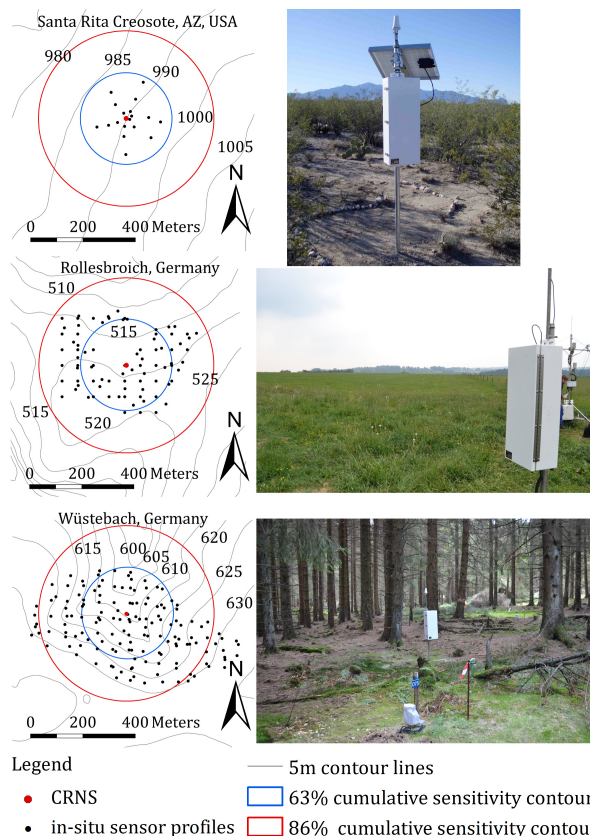 Santa Rita Creosote, AZ, USA
980
985
990
1000
1005
N
0 200 400 Meters
Rollesbroich, Germany
510
515
525
515
520
N
0 200 400 Meters
Wüstebach, Germany
615
600
605
610
620
625
630
N
0 200 400 Meters
Legend
5m contour lines
CRNS
63% cumulative sensitivity contour
in-situ sensor profiles
86% cumulative sensitivity contour